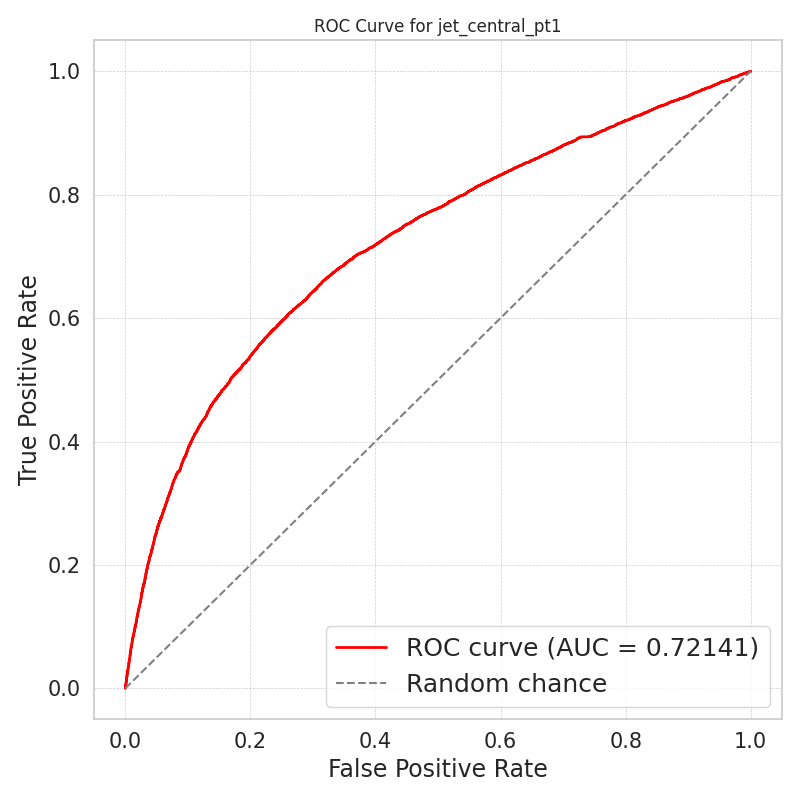 ROC Curve for jet_central_pt1
1.0
0.8
0.6
0.4
0.2
0.0
True Positive Rate
ROC curve (AUC = 0.72141)
Random chance
0.0 0.2 0.4 0.6 0.8 1.0
False Positive Rate